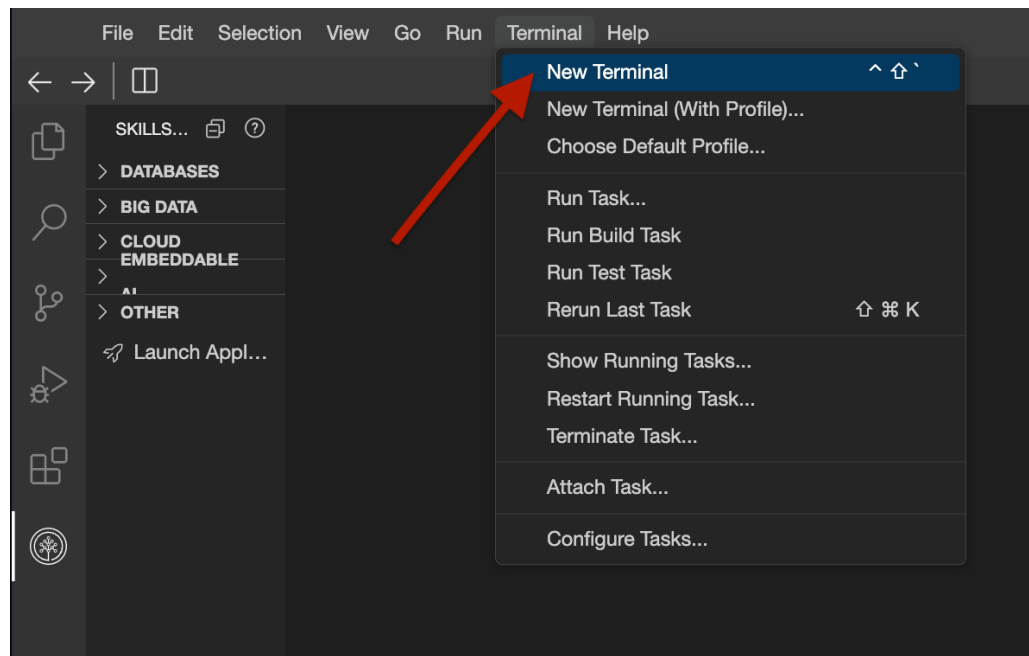 File Edit Selection View Go Run Terminal Help
SKILLS...
DATABASES
BIG DATA
CLOUD
EMBEDDABLE
AI
OTHER
Launch Appl...
New Terminal ^ ⇧ `
New Terminal (With Profile)...
Choose Default Profile...
Run Task...
Run Build Task
Run Test Task
Rerun Last Task ⇧ ⌘ K
Show Running Tasks...
Restart Running Task...
Terminate Task...
Attach Task...
Configure Tasks...